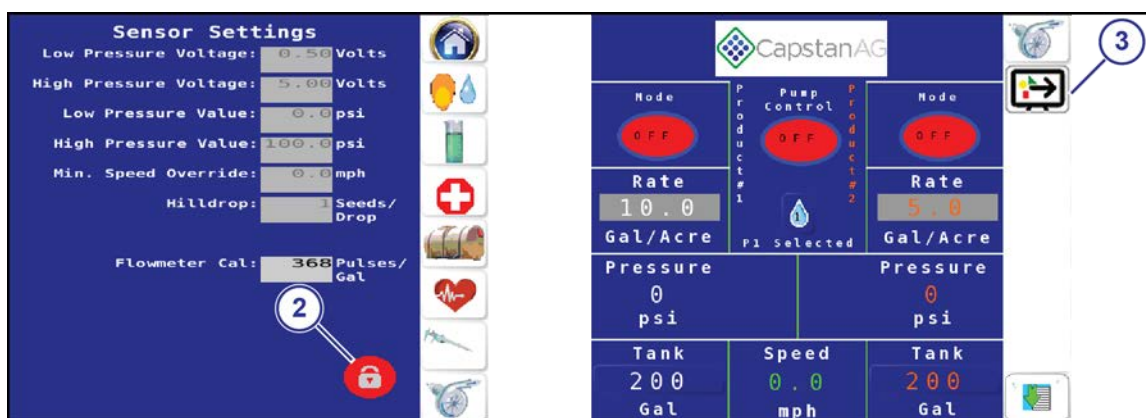 Sensor Settings
Low Pressure Voltage: 0.50 Volts
High Pressure Voltage: 5.00 Volts
Low Pressure Value: 0.0 psi
High Pressure Value: 100.0 psi
Min. Speed Override: 0.0 mph
Hilldrop: 1 Seeds/
Drop
Flowmeter Cal: 368 Pulses/
Gal
2
CapstanAG
3
Mode
OFF
Product#1
Pump
Control
OFF
Product#2
Mode
OFF
Rate
10.0
Gal/Acre
1
P1 Selected
Rate
5.0
Gal/Acre
Pressure
0
psi
Pressure
0
psi
Tank
200
Gal
Speed
0.0
mph
Tank
200
Gal